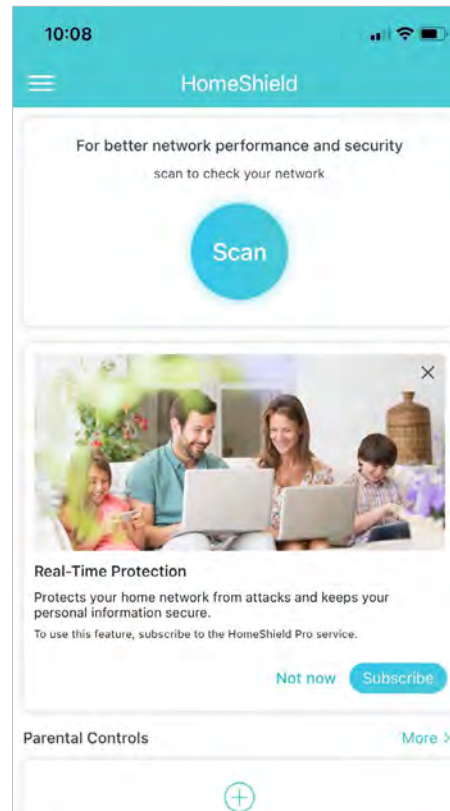 10:08
HomeShield
For better network performance and security
scan to check your network
Scan
Real-Time Protection
Protects your home network from attacks and keeps your
personal information secure.
To use this feature, subscribe to the HomeShield Pro service.
Not now
Subscribe
Parental Controls
More